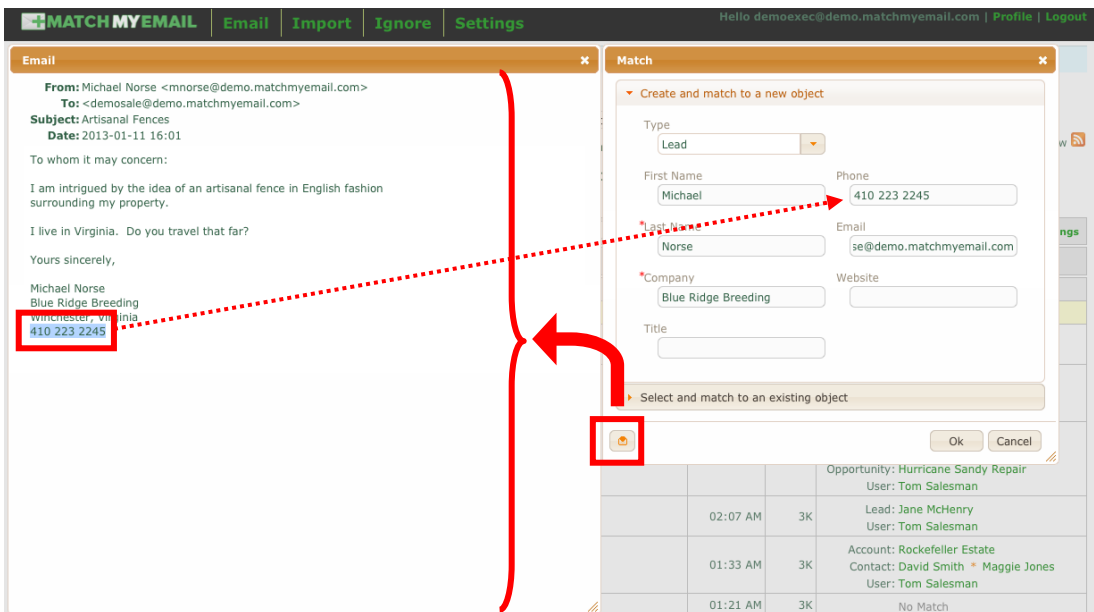 MATCH MY EMAIL
Email
Import
Ignore
Settings
Hello demoexec@demo.matchmyemail.com | Profile | Logout
Email
From: Michael Norse <mnorse@demo.matchmyemail.com>
To: <demosale@demo.matchmyemail.com>
Subject: Artisanal Fences
Date: 2013-01-11 16:01
To whom it may concern:
I am intrigued by the idea of an artisanal fence in English fashion
surrounding my property.
I live in Virginia. Do you travel that far?
Yours sincerely,
Michael Norse
Blue Ridge Breeding
Winchester, Virginia
410 223 2245
Match
Create and match to a new object
Type
Lead
First Name
Michael
Phone
410 223 2245
*Last Name
Norse
Email
se@demo.matchmyemail.com
*Company
Blue Ridge Breeding
Website
Title
Select and match to an existing object
Ok
Cancel
w
ngs
Opportunity: Hurricane Sandy Repair
User: Tom Salesman
02:07 AM
3K
Lead: Jane McHenry
User: Tom Salesman
01:33 AM
3K
Account: Rockefeller Estate
Contact: David Smith * Maggie Jones
User: Tom Salesman
01:21 AM
3K
No Match